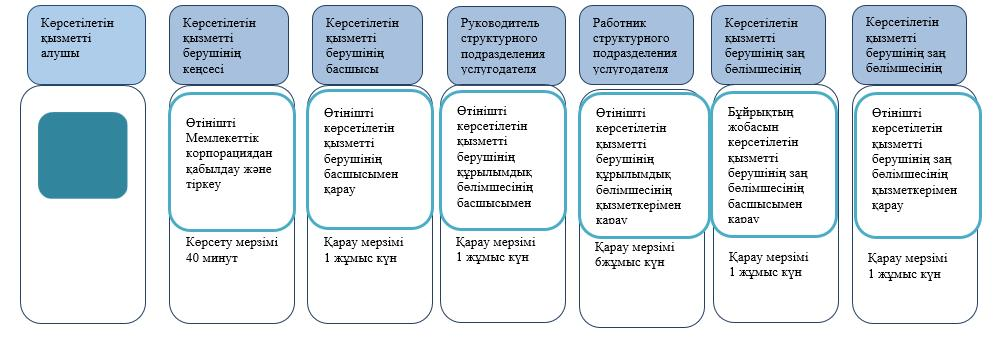 Көрсетілетін
қызметті
алушы
Көрсетілетін
қызметті
берушінің
кеңсесі
Көрсетілетін
қызметті
берушінің
басшысы
Руководитель
структурного
подразделения
услугодателя
Работник
структурного
подразделения
услугодателя
Көрсетілетін
қызметті
берушінің заң
бөлімшесінің
Көрсетілетін
қызметті
берушінің заң
бөлімшесінің
Өтінішті
Мемлекеттік
корпорациядан
қабылдау және
тіркеу
Өтінішті
көрсетілетін
қызметті
берушінің
басшысымен
қарау
Өтінішті
көрсетілетін
қызметті
берушінің
құрылымдық
бөлімшесінің
басшысымен
Өтінішті
көрсетілетін
қызметті
берушінің
құрылымдық
бөлімшесінің
қызметкерімен
қарау
Бұйрықтың
жобасын
көрсетілетін
қызметті
берушінің заң
бөлімшесінің
басшысымен
қарау
Өтінішті
көрсетілетін
қызметті
берушінің заң
бөлімшесінің
қызметкерімен
қарау
Көрсету мерзімі
40 минут
Қарау мерзімі
1 жұмыс күн
Қарау мерзімі
1 жұмыс күн
Қарау мерзімі
6жұмыс күн
Қарау мерзімі
1 жұмыс күн
Қарау мерзімі
1 жұмыс күн